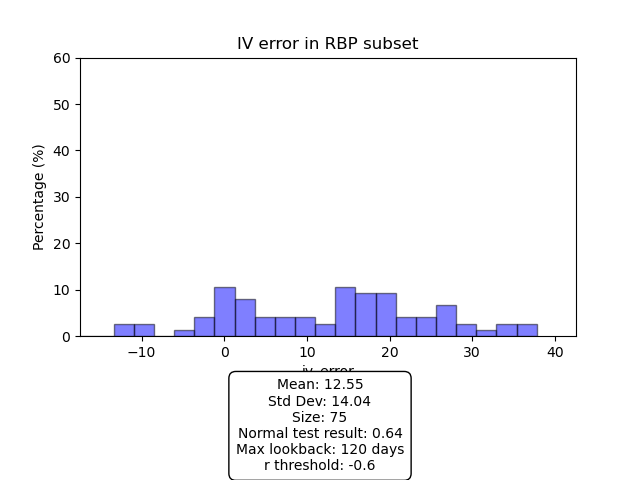 IV error in RBP subset
60
50
40
30
20
10
0
Percentage (%)
−10 0 10 20 30 40
iv_error
Mean: 12.55
Std Dev: 14.04
Size: 75
Normal test result: 0.64
Max lookback: 120 days
r threshold: -0.6